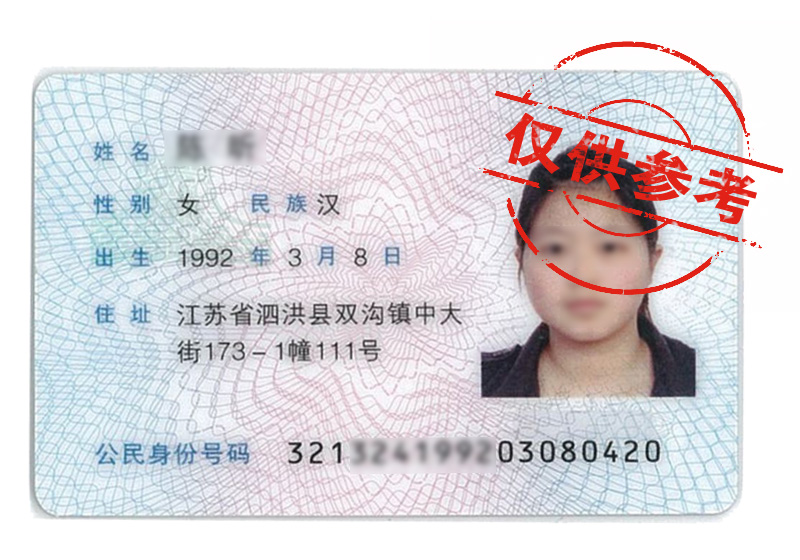 仅供参考
姓名
性别 女 民族 汉
出生 1992 年 3 月 8 日
住址 江苏省泗洪县双沟镇中大
街173－1幢111号
公民身份号码 321 03080420